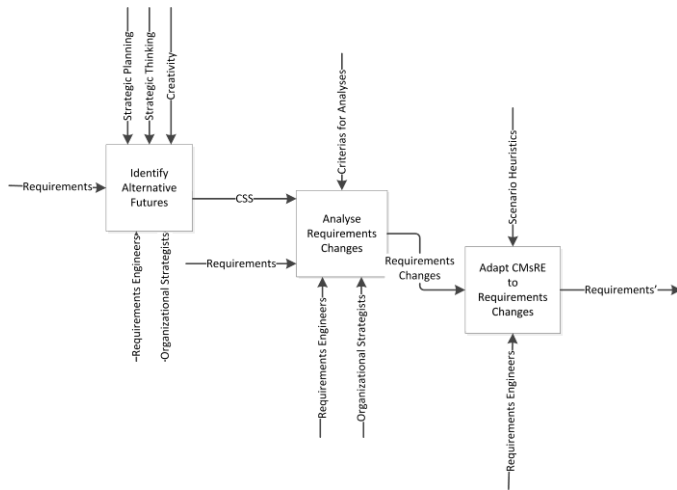 Strategic Planning
Strategic Thinking
Creativity
Requirements
Identify
Alternative
Futures
Requirements Engineers
Organizational Strategists
CSS
Requirements
Criterias for Analyses
Analyse
Requirements
Changes
Requirements Engineers
Organizational Strategists
Requirements
Changes
Scenario Heuristics
Adapt CMsRE
to
Requirements
Changes
Requirements Engineers
Requirements'